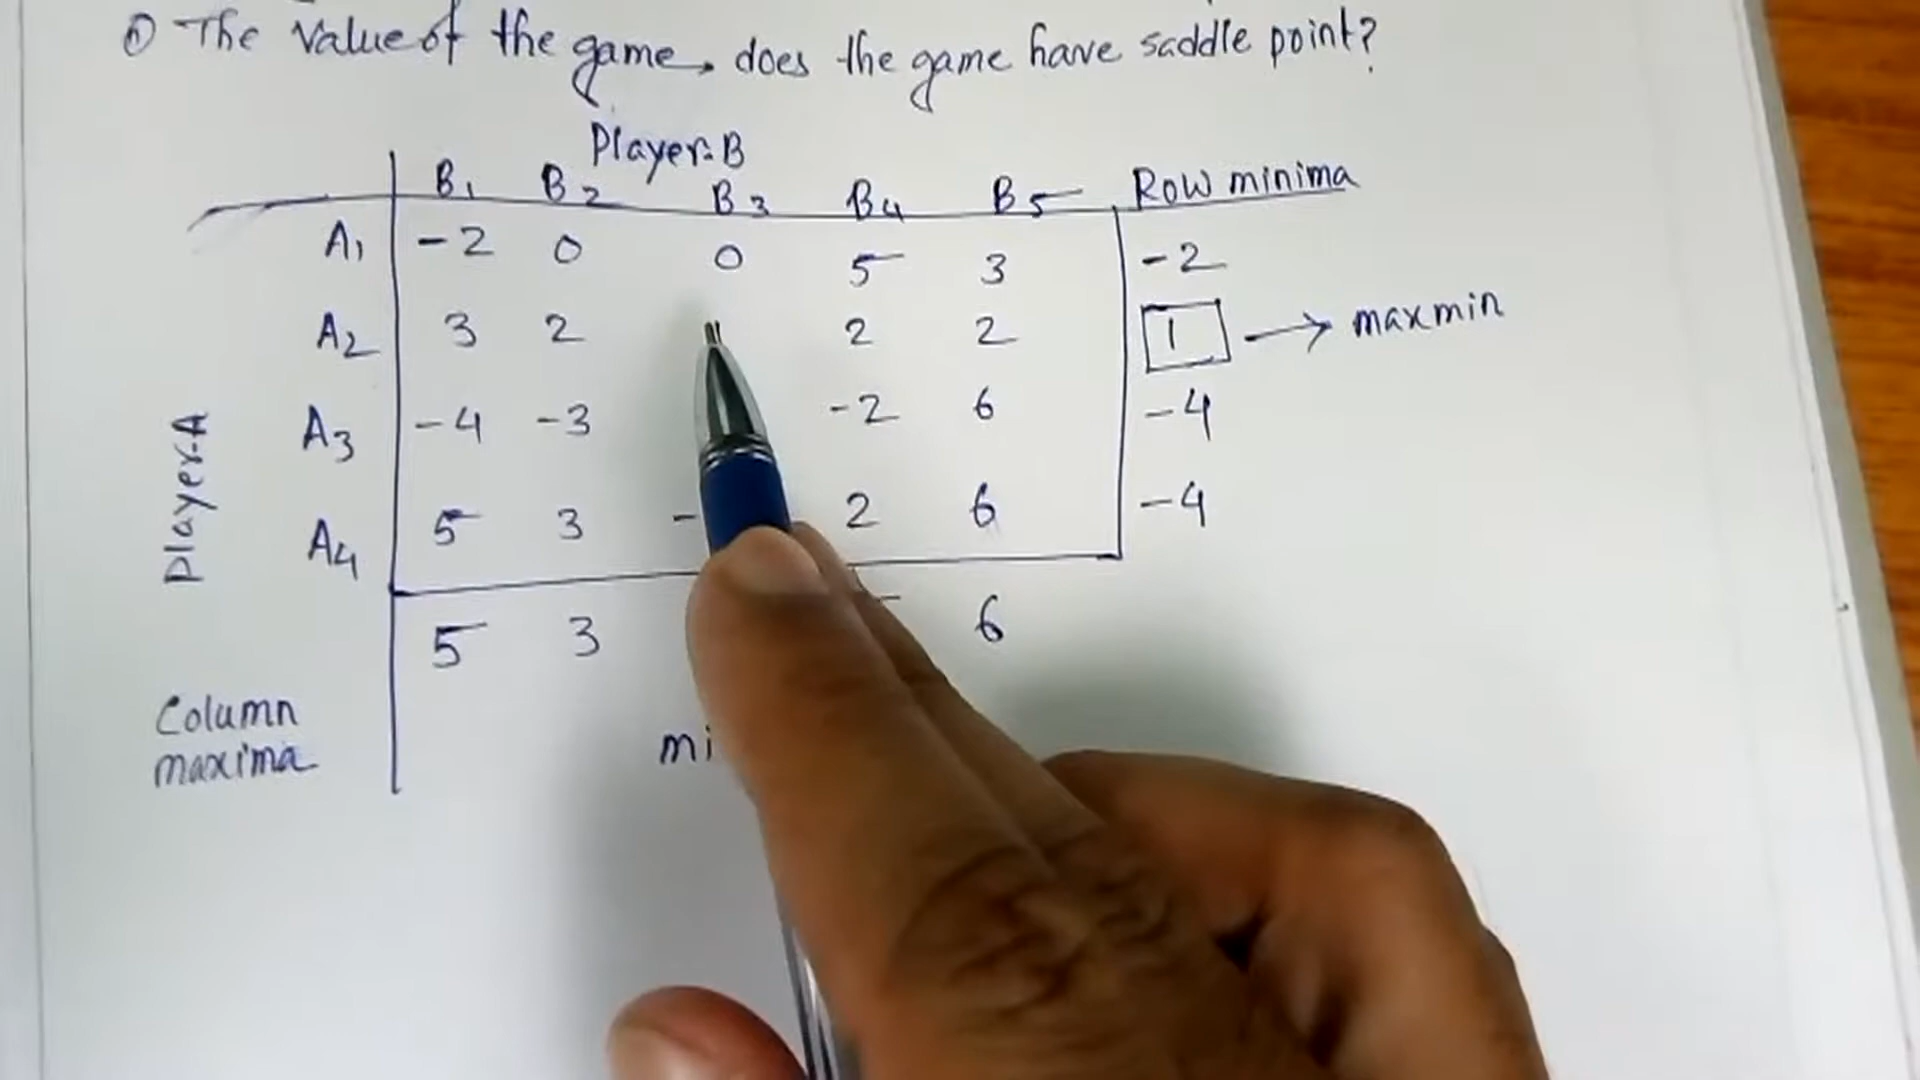 The Value of the game. does the game have saddle point?
Player-B
B1 B2 B3 B4 B5 Row minima
A1 -2 0 0 5 3 -2
A2 3 2 2 2 1 → maxmin
A3 -4 -3 -2 6 -4
A4 5 3 - 2 6 -4
Player-A
5 3 6
Column
maxima
mi